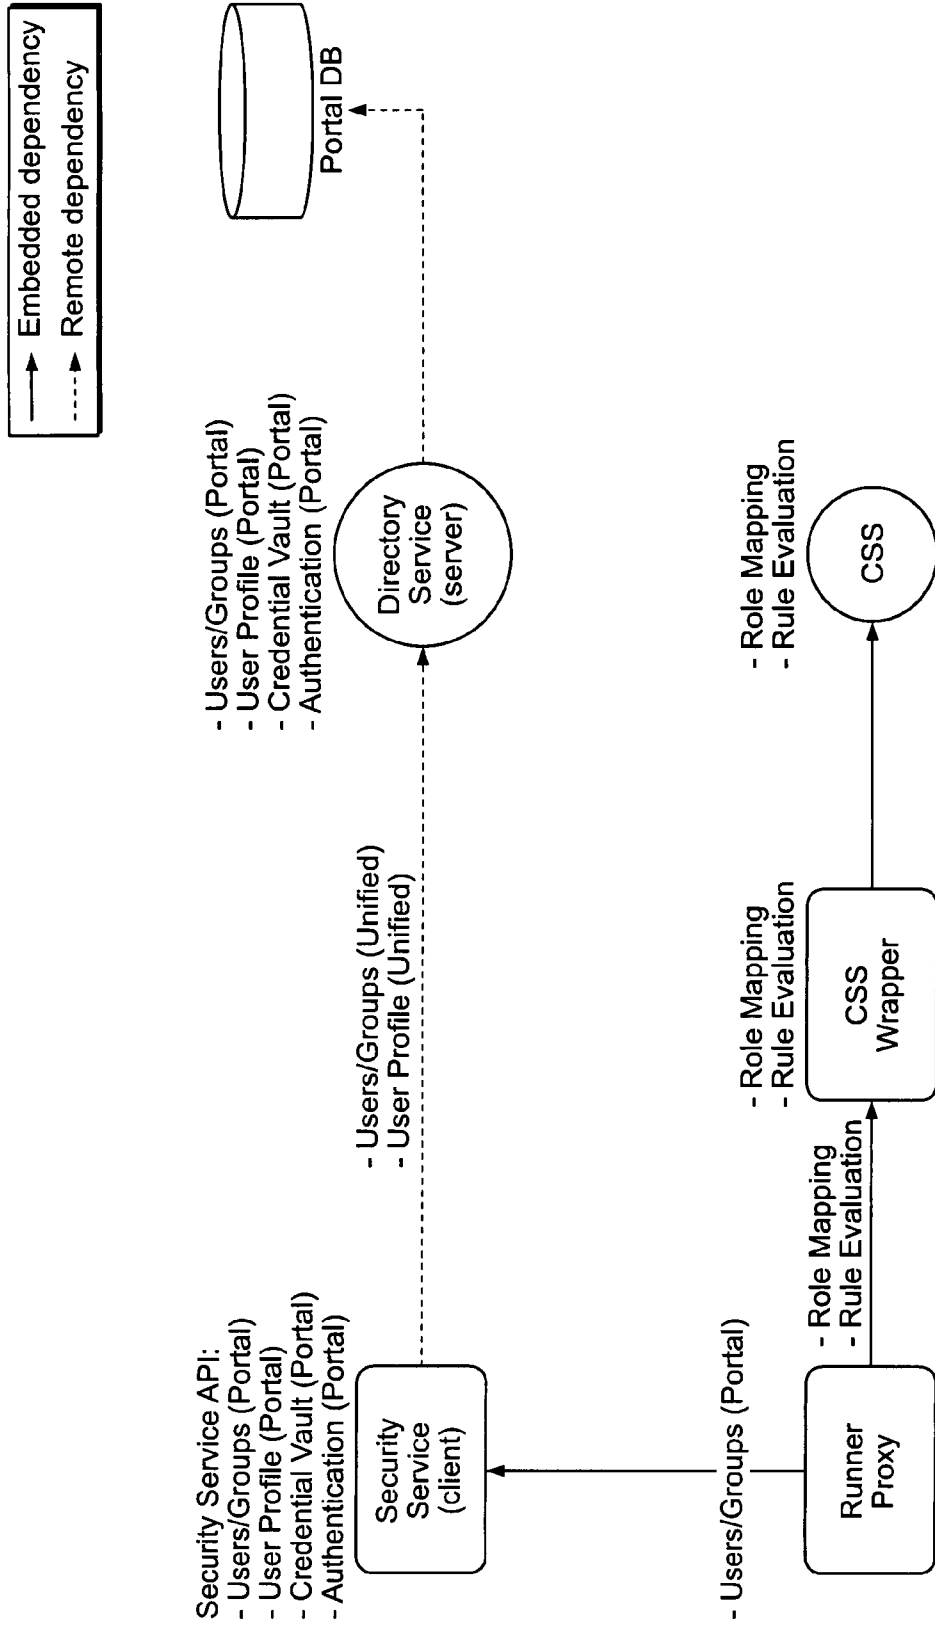 Embedded dependency
Remote dependency
Security Service API:
- Users/Groups (Portal)
- User Profile (Portal)
- Credential Vault (Portal)
- Authentication (Portal)
Security
Service
(client)
- Users/Groups (Unified)
- User Profile (Unified)
- Users/Groups (Portal)
- User Profile (Portal)
- Credential Vault (Portal)
- Authentication (Portal)
Directory
Service
(server)
Portal DB
- Users/Groups (Portal)
Runner
Proxy
- Role Mapping
- Rule Evaluation
- Role Mapping
- Rule Evaluation
CSS
Wrapper
- Role Mapping
- Rule Evaluation
CSS